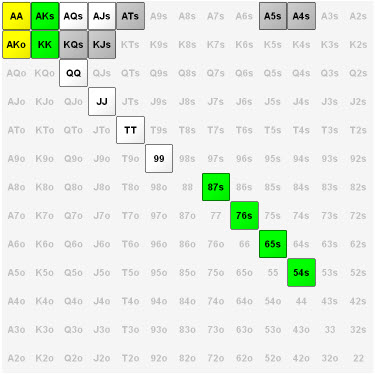 AA AKs AQs AJs ATs A9s A8s A7s A6s A5s A4s A3s A2s
AKo KK KQs KJs KTs K9s K8s K7s K6s K5s K4s K3s K2s
AQo KQo QQ QJs QTs Q9s Q8s Q7s Q6s Q5s Q4s Q3s Q2s
AJo KJo QJo JJ JTs J9s J8s J7s J6s J5s J4s J3s J2s
ATo KTo QTo JTo TT T9s T8s T7s T6s T5s T4s T3s T2s
A9o K9o Q9o J9o T9o 99 98s 97s 96s 95s 94s 93s 92s
A8o K8o Q8o J8o T8o 98o 88 87s 86s 85s 84s 83s 82s
A7o K7o Q7o J7o T7o 97o 87o 77 76s 75s 74s 73s 72s
A6o K6o Q6o J6o T6o 96o 86o 76o 66 65s 64s 63s 62s
A5o K5o Q5o J5o T5o 95o 85o 75o 65o 55 54s 53s 52s
A4o K4o Q4o J4o T4o 94o 84o 74o 64o 54o 44 43s 42s
A3o K3o Q3o J3o T3o 93o 83o 73o 63o 53o 43o 33 32s
A2o K2o Q2o J2o T2o 92o 82o 72o 62o 52o 42o 32o 22